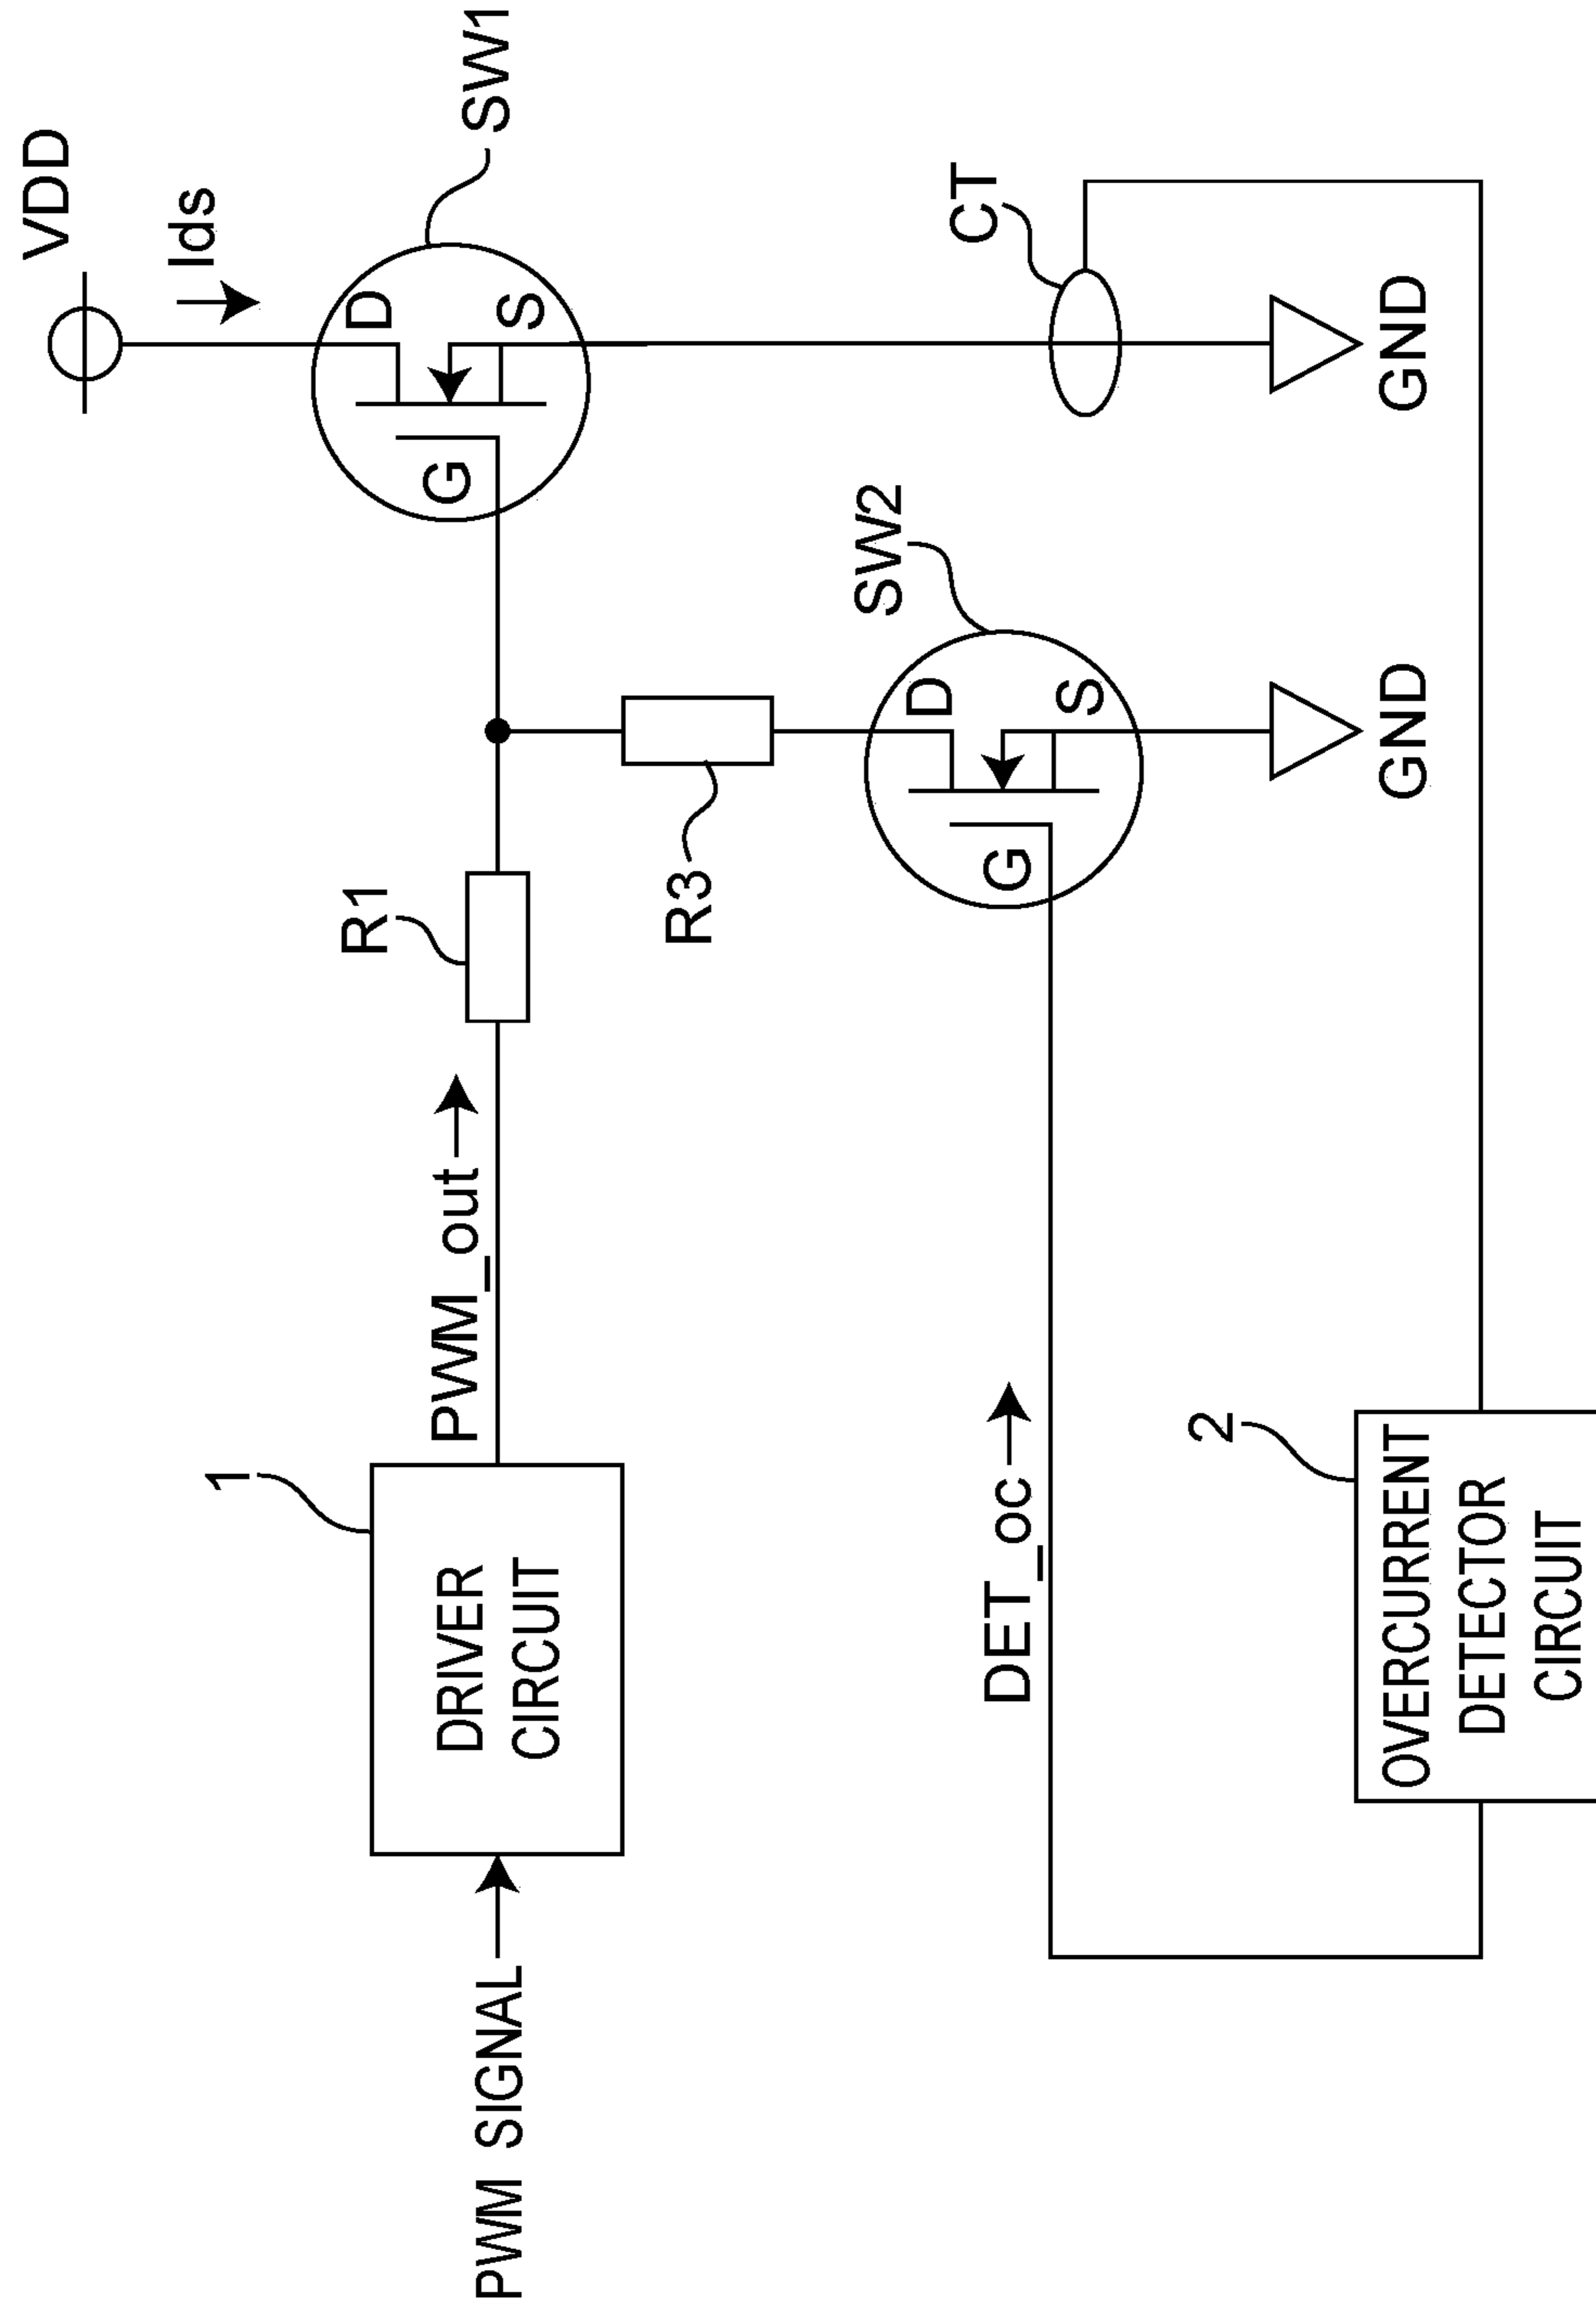 VDD
Ids
SW1
D
S
G
1
DRIVER
CIRCUIT
PWM SIGNAL
PWM_out
R1
R3
SW2
D
S
G
CT
DET_oc
2
OVERCURRENT
DETECTOR
CIRCUIT
GND
GND